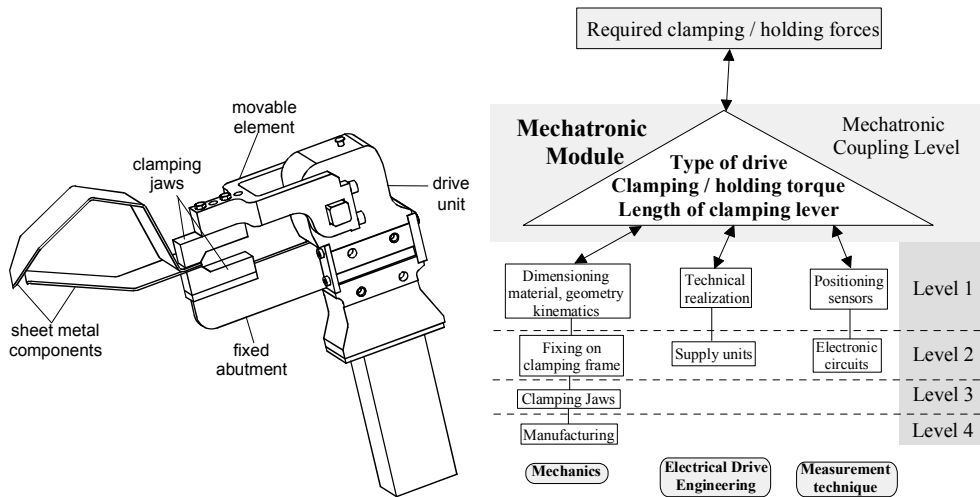 movable
element
clamping
jaws
drive
unit
sheet metal
components
fixed
abutment
Required clamping / holding forces
Mechatronic
Module
Mechatronic
Coupling Level
Type of drive
Clamping / holding torque
Length of clamping lever
Dimensioning
material, geometry
kinematics
Technical
realization
Positioning
sensors
Level 1
Fixing on
clamping frame
Supply units
Electronic
circuits
Level 2
Clamping Jaws
Level 3
Manufacturing
Level 4
Mechanics
Electrical Drive
Engineering
Measurement
technique